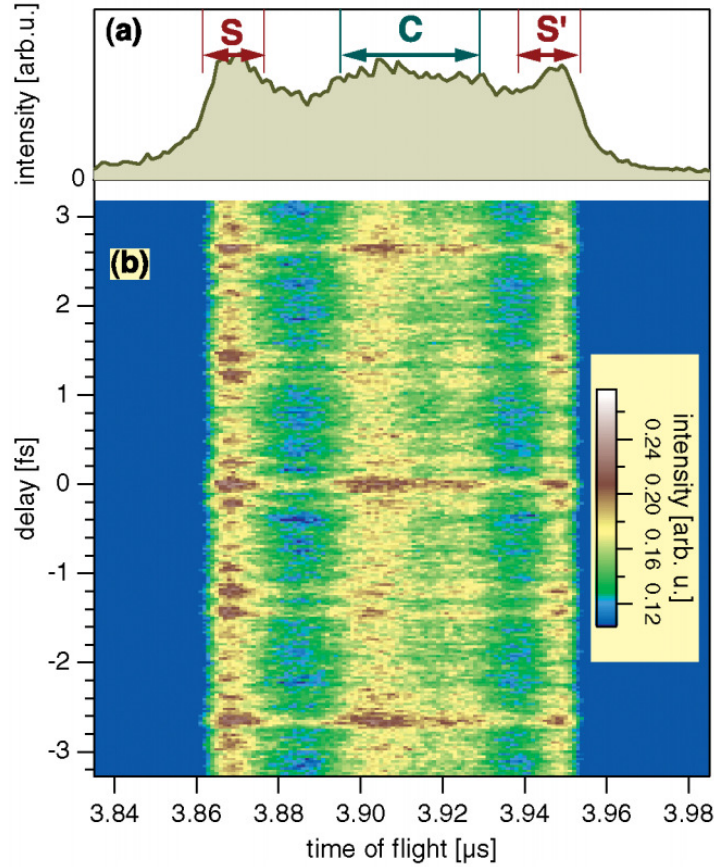 (a)
S
C
S'
intensity [arb.u.]
0
(b)
3
2
1
0
-1
-2
-3
delay [fs]
0.24 0.20 0.16 0.12
intensity [arb. u.]
3.84 3.86 3.88 3.90 3.92 3.94 3.96 3.98
time of flight [µs]